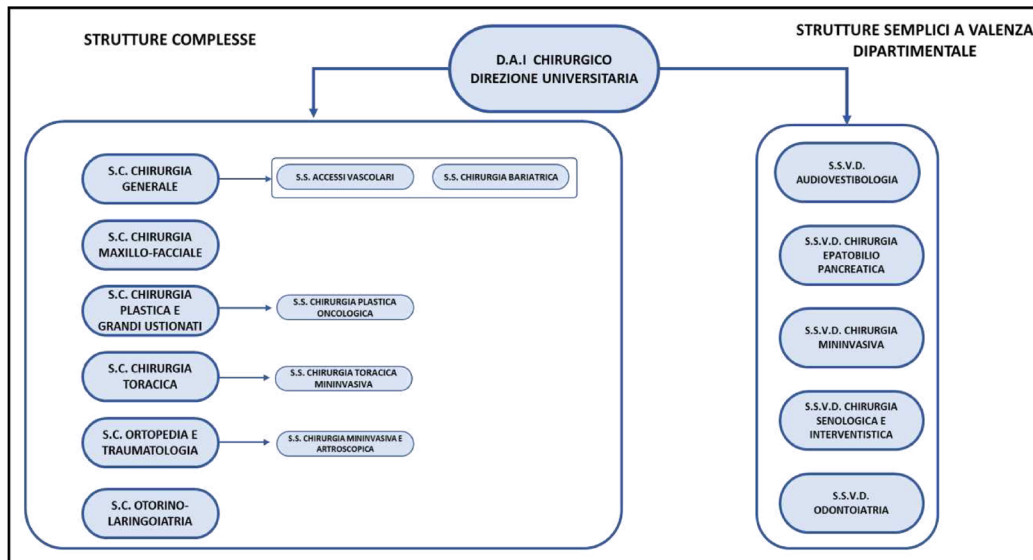 STRUTTURE COMPLESSE
D.A.I CHIRURGICO
DIREZIONE UNIVERSITARIA
STRUTTURE SEMPLICI A VALENZA
DIPARTIMENTALE
S.C. CHIRURGIA
GENERALE
S.S. ACCESSI VASCOLARI
S.S. CHIRURGIA BARIATRICA
S.C. CHIRURGIA
MAXILLO-FACCIALE
S.C. CHIRURGIA
PLASTICA E
GRANDI USTIONATI
S.S. CHIRURGIA PLASTICA
ONCOLOGICA
S.C. CHIRURGIA
TORACICA
S.S. CHIRURGIA TORACICA
MININVASIVA
S.C. ORTOPEDIA E
TRAUMATOLOGIA
S.S. CHIRURGIA MININVASIVA E
ARTROSCOPICA
S.C. OTORINO-
LARINGOIATRIA
S.S.V.D.
AUDIOVESTIBOLOGIA
S.S.V.D. CHIRURGIA
EPATOBILIO
PANCREATICA
S.S.V.D. CHIRURGIA
MININVASIVA
S.S.V.D. CHIRURGIA
SENOLOGICA E
INTERVENTISTICA
S.S.V.D.
ODONTOIATRIA